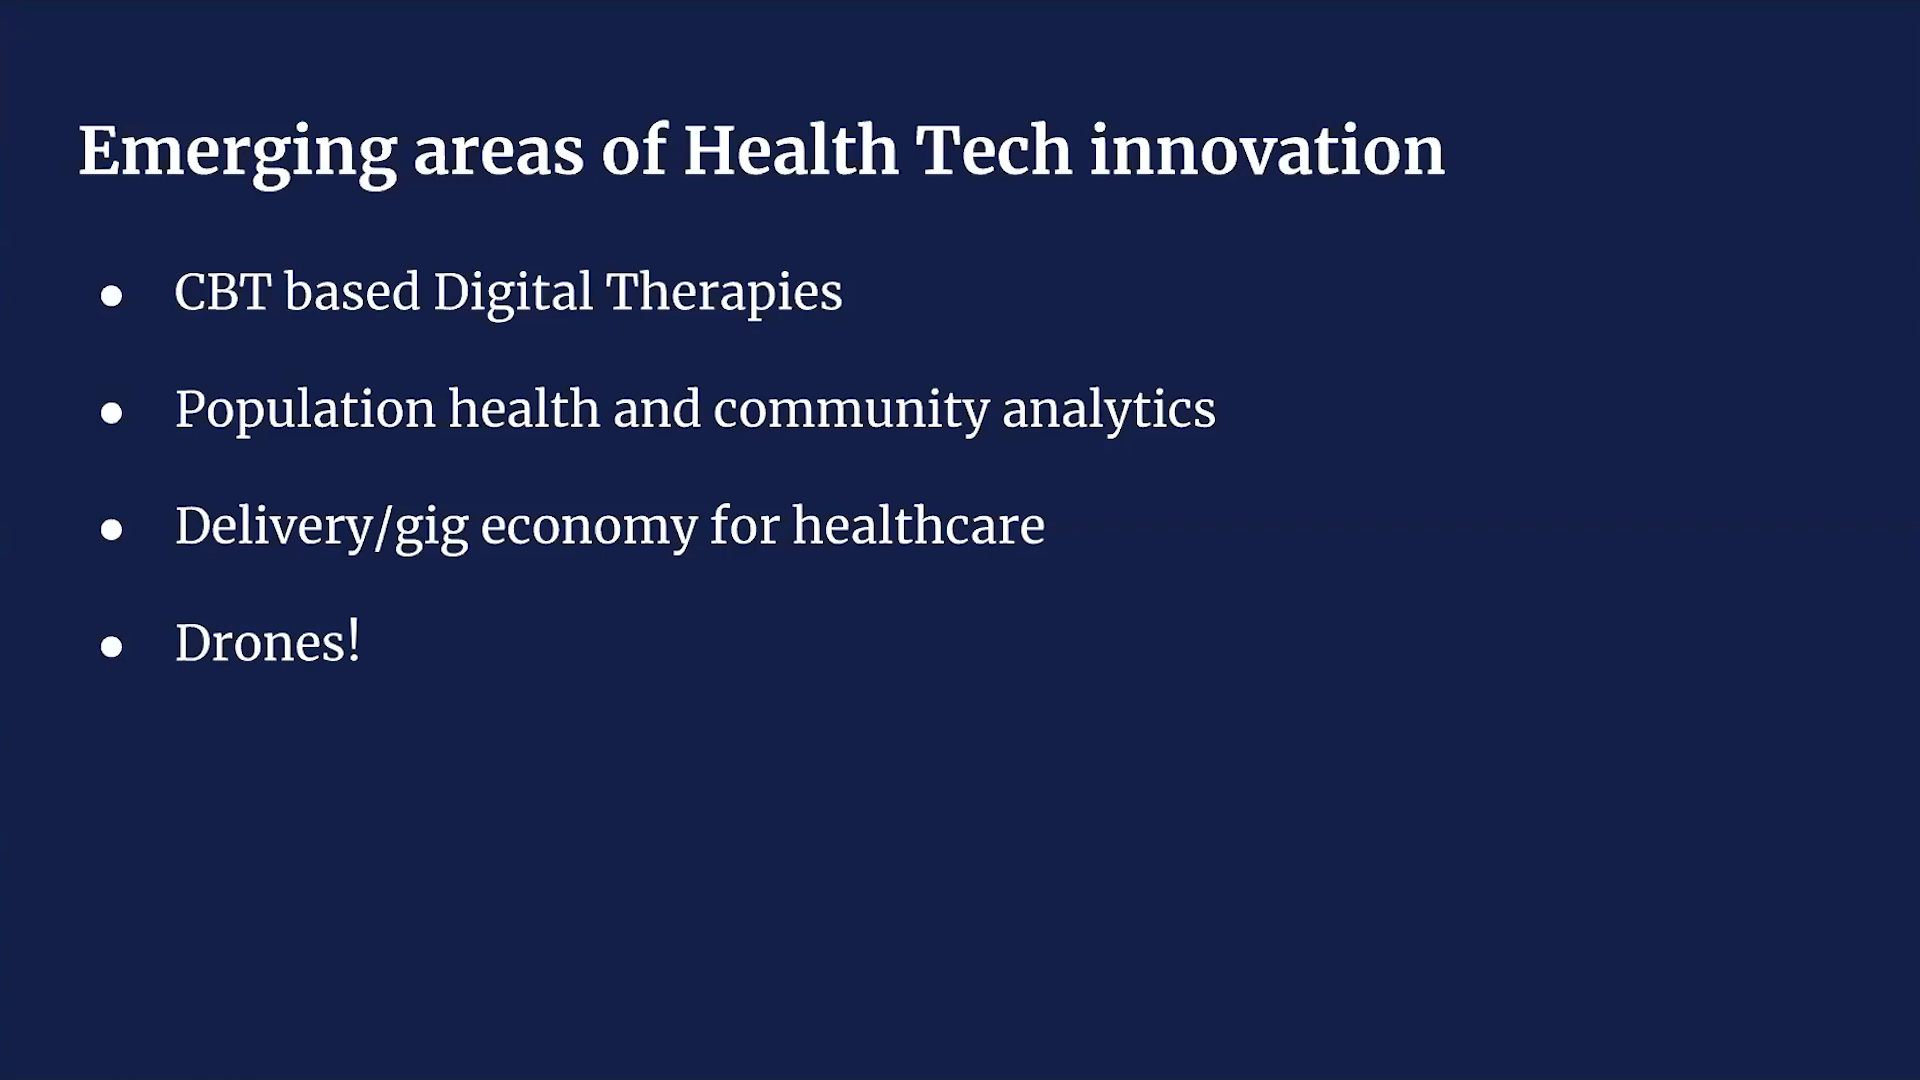 Emerging areas of Health Tech innovation
● CBT based Digital Therapies
● Population health and community analytics
● Delivery/gig economy for healthcare
● Drones!